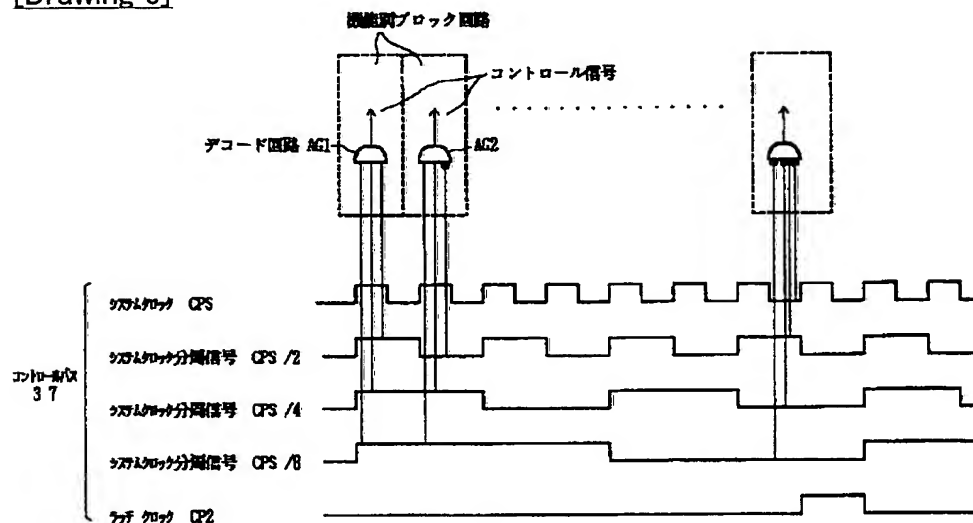 [Drawing
機能別ブロック回路
コントロール信号
デコード回路 AG1
AG2
システムクロック CPS
システムクロック分周信号 CPS /2
コントロールバス
37
システムクロック分周信号 CPS /4
システムクロック分周信号 CPS /8
ラッチ クロック CP2